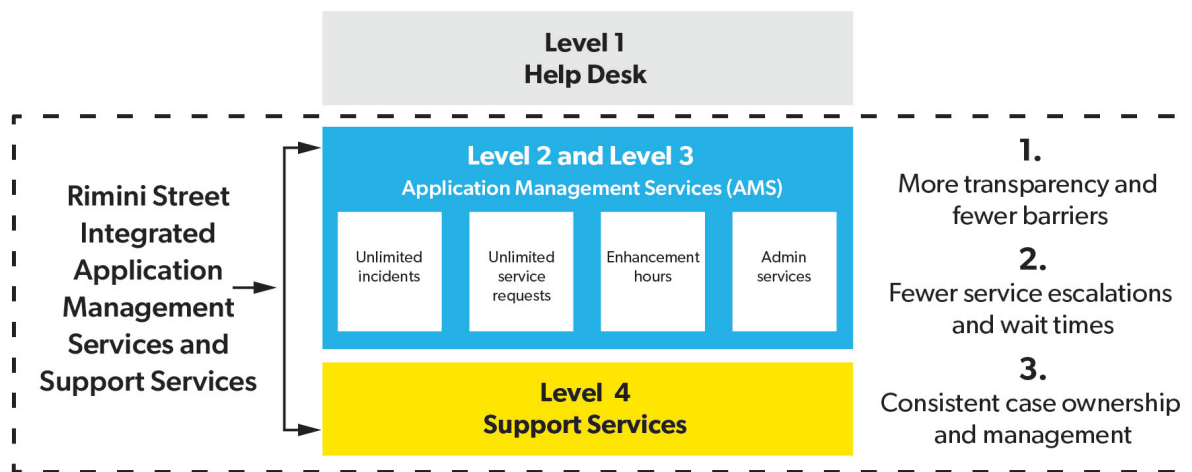 Level 1
Help Desk
Rimini Street
Integrated
Application
Management
Services and
Support Services
Level 2 and Level 3
Application Management Services (AMS)
Unlimited
incidents
Unlimited
service
requests
Enhancement
hours
Admin
services
Level 4
Support Services
1.
More transparency and
fewer barriers
2.
Fewer service escalations
and wait times
3.
Consistent case ownership
and management